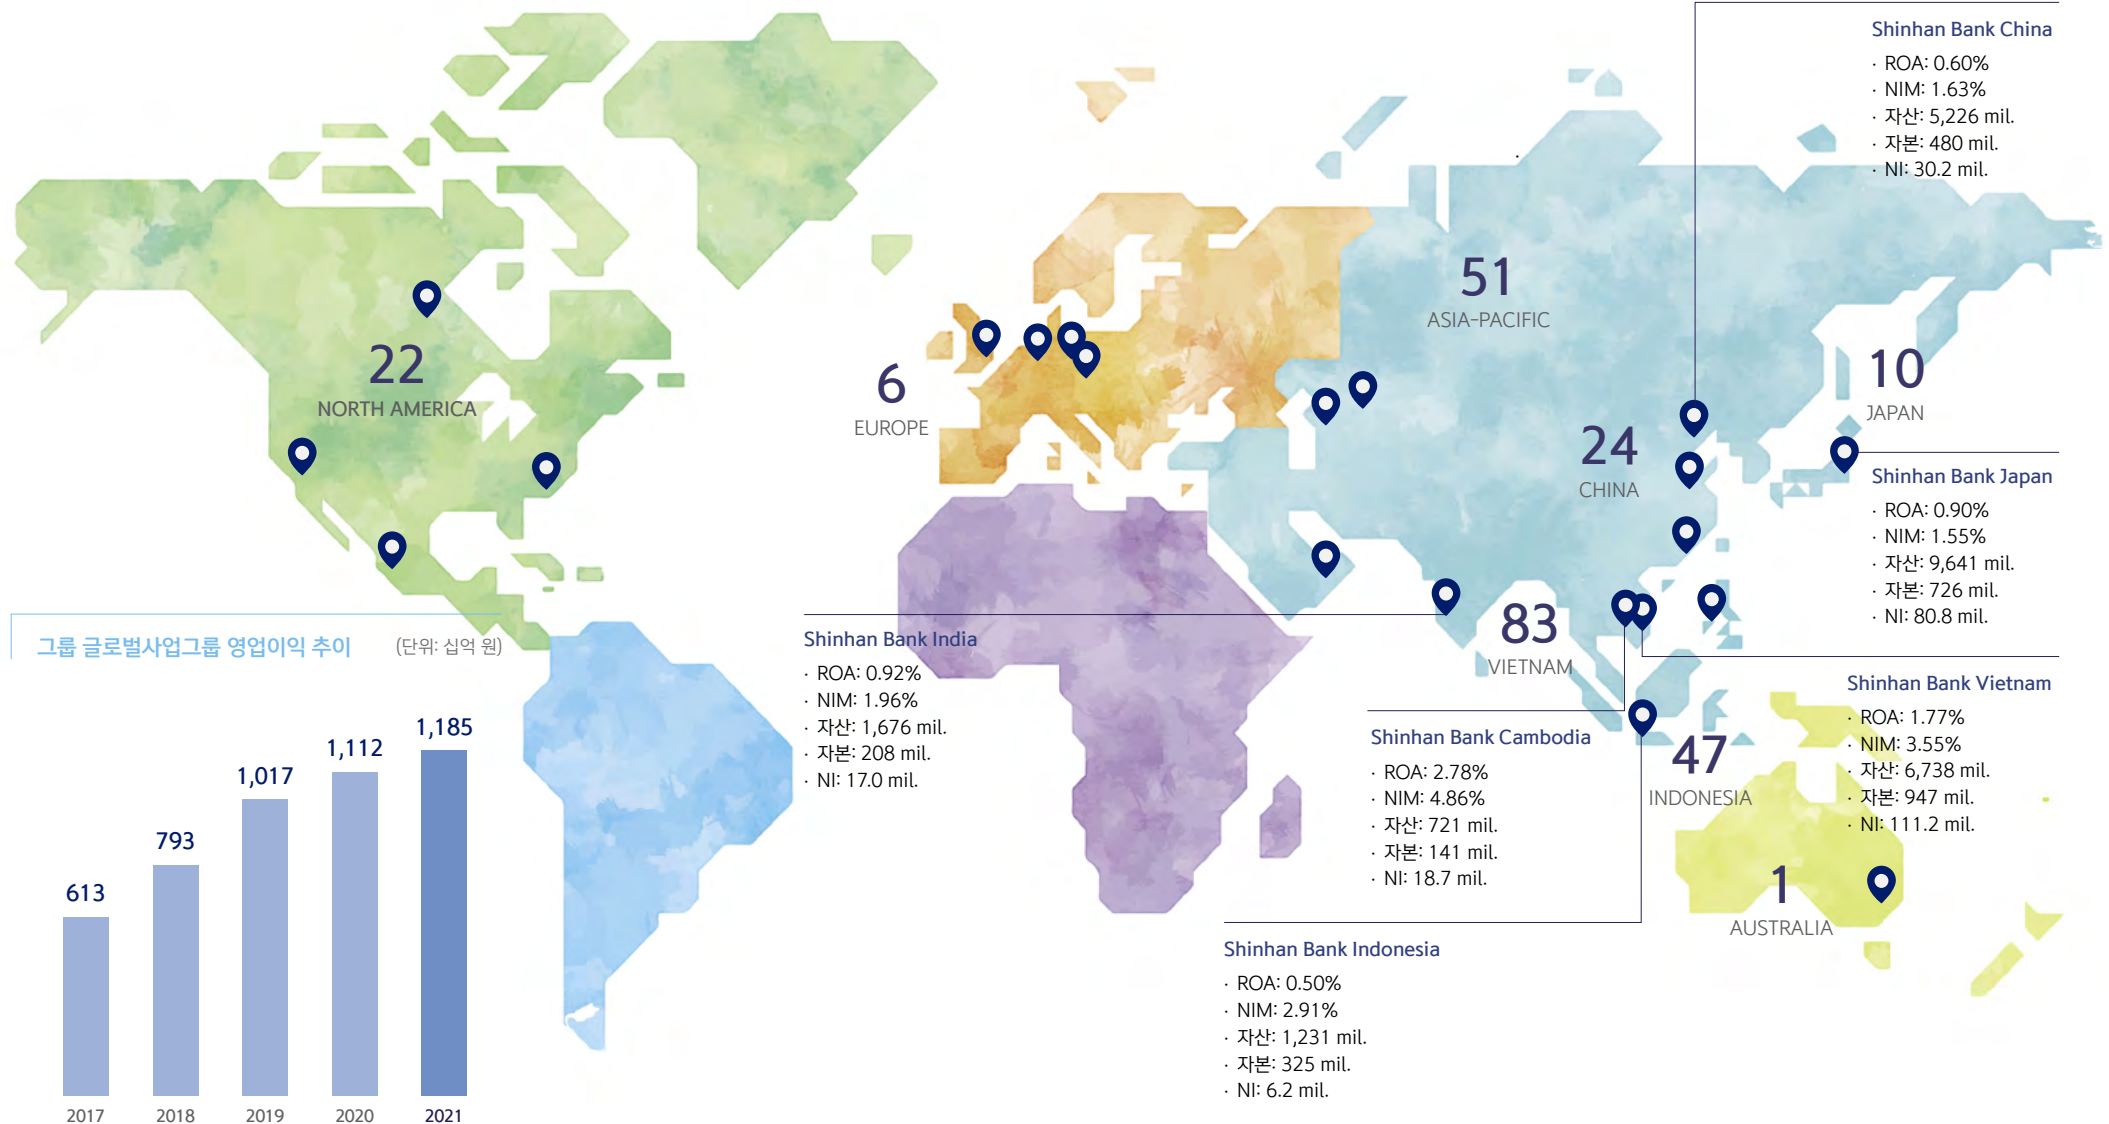 22
NORTH AMERICA
6
EUROPE
51
ASIA-PACIFIC
24
CHINA
10
JAPAN
83
VIETNAM
47
INDONESIA
1
AUSTRALIA
Shinhan Bank China
· ROA: 0.60%
· NIM: 1.63%
· 자산: 5,226 mil.
· 자본: 480 mil.
· NI: 30.2 mil.
Shinhan Bank Japan
· ROA: 0.90%
· NIM: 1.55%
· 자산: 9,641 mil.
· 자본: 726 mil.
· NI: 80.8 mil.
Shinhan Bank Vietnam
· ROA: 1.77%
· NIM: 3.55%
· 자산: 6,738 mil.
· 자본: 947 mil.
· NI: 111.2 mil.
Shinhan Bank India
· ROA: 0.92%
· NIM: 1.96%
· 자산: 1,676 mil.
· 자본: 208 mil.
· NI: 17.0 mil.
Shinhan Bank Cambodia
· ROA: 2.78%
· NIM: 4.86%
· 자산: 721 mil.
· 자본: 141 mil.
· NI: 18.7 mil.
Shinhan Bank Indonesia
· ROA: 0.50%
· NIM: 2.91%
· 자산: 1,231 mil.
· 자본: 325 mil.
· NI: 6.2 mil.
그룹 글로벌사업그룹 영업이익 추이 (단위: 십억 원)
613
793
1,017
1,112
1,185
2017 2018 2019 2020 2021